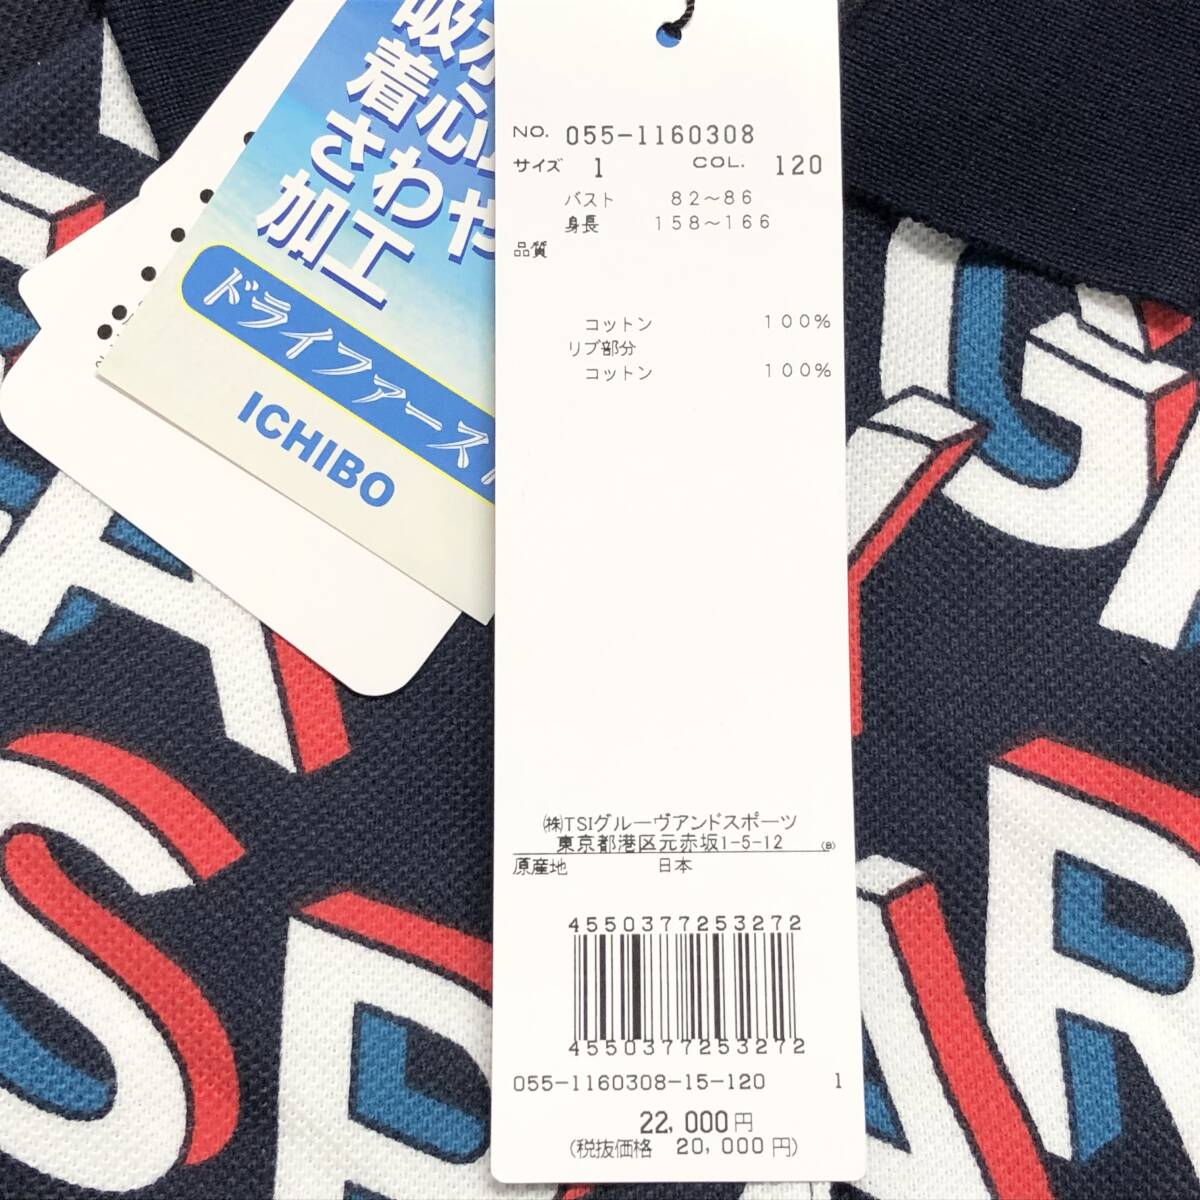 着心
さわや
加工
ドライファースト
ICHIBO
NO. 055-1160308
サイズ 1 COL. 120
バスト 82～86
身長 158～166
品質
コットン 100%
リブ部分
コットン 100%
㈱TSIグルーヴアンドスポーツ
東京都港区元赤坂1-5-12 (B)
原産地 日本
4550377253272
4550377253272
055-1160308-15-120 1
22,000円
(税抜価格 20,000円)